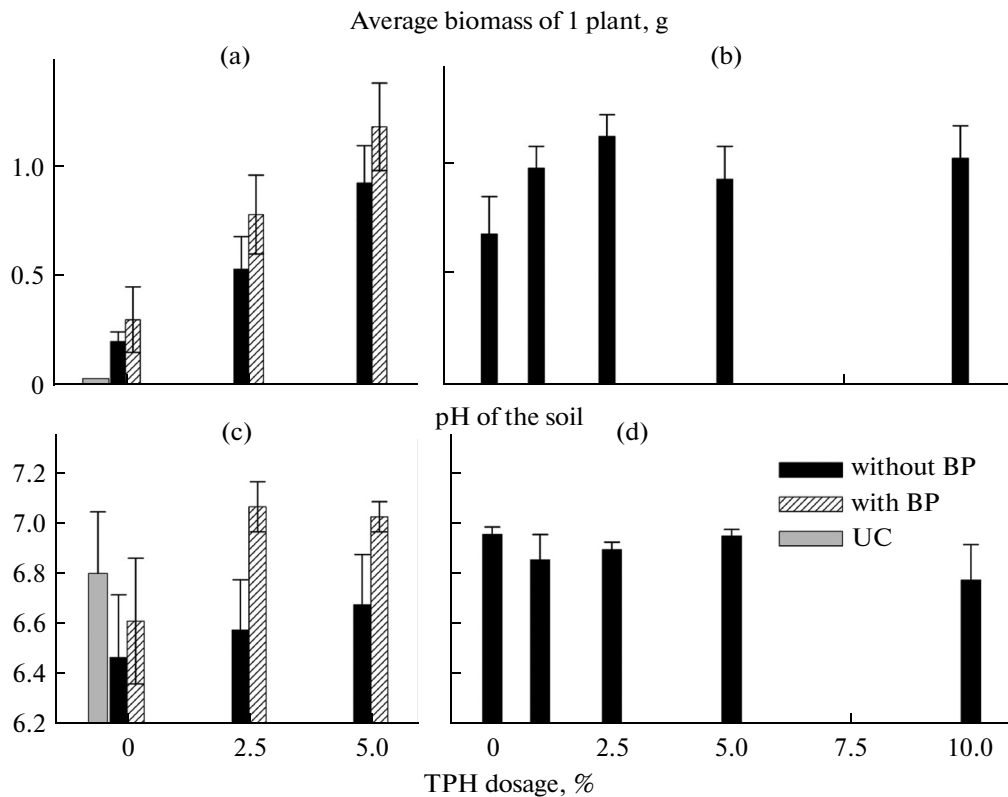 Average biomass of 1 plant, g
(a)
(b)
1.0
0.5
0
pH of the soil
(c)
(d)
7.2
7.0
6.8
6.6
6.4
6.2
without BP
with BP
UC
0 2.5 5.0 0 2.5 5.0 7.5 10.0
TPH dosage, %